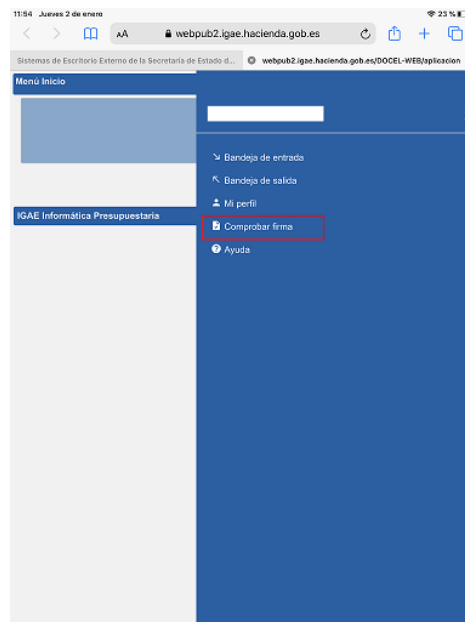 11:54 Jueves 2 de enero 23 %
AA webpub2.igae.hacienda.gob.es
Sistemas de Escritorio Externo de la Secretaría de Estado d... webpub2.igae.hacienda.gob.es/DOCEL-WEB/aplicacion
Menú Inicio
Bandeja de entrada
Bandeja de salida
Mi perfil
IGAE Informática Presupuestaria
Comprobar firma
Ayuda